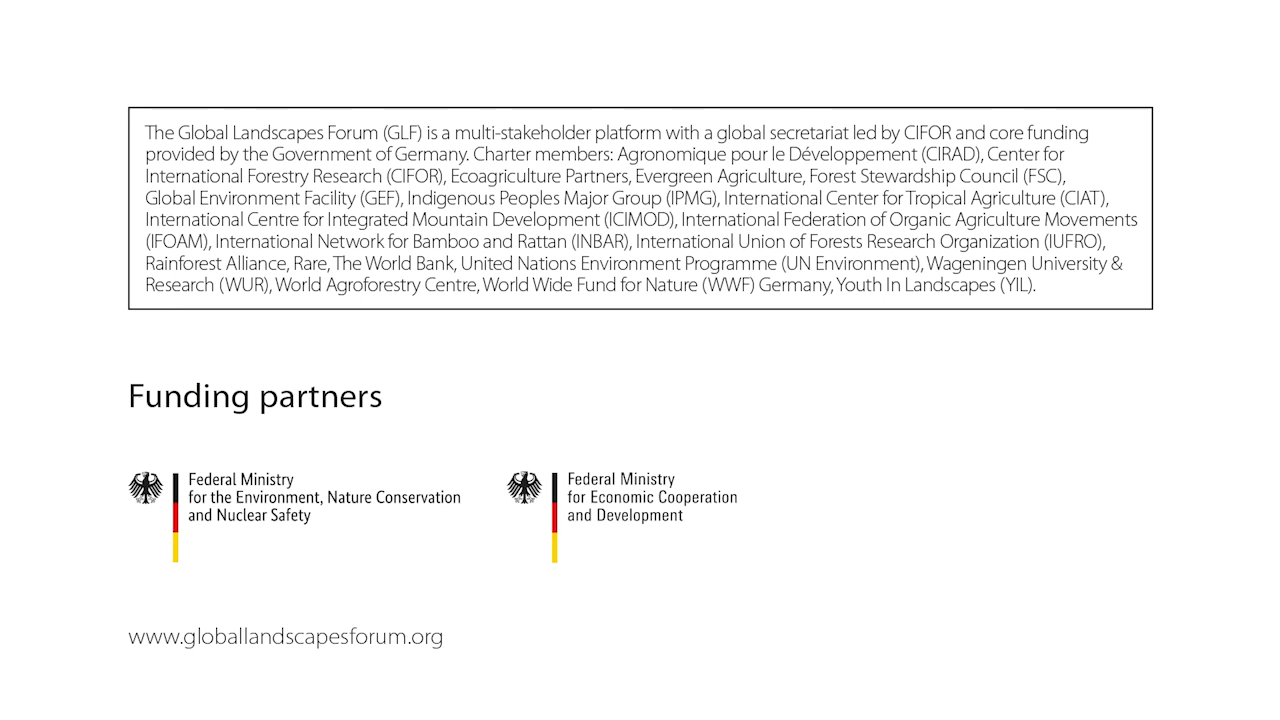 The Global Landscapes Forum (GLF) is a multi-stakeholder platform with a global secretariat led by CIFOR and core funding
provided by the Government of Germany. Charter members: Agronomique pour le Développement (CIRAD), Center for
International Forestry Research (CIFOR), Ecoagriculture Partners, Evergreen Agriculture, Forest Stewardship Council (FSC),
Global Environment Facility (GEF), Indigenous Peoples Major Group (IPMG), International Center for Tropical Agriculture (CIAT),
International Centre for Integrated Mountain Development (ICIMOD), International Federation of Organic Agriculture Movements
(IFOAM), International Network for Bamboo and Rattan (INBAR), International Union of Forests Research Organization (IUFRO),
Rainforest Alliance, Rare, The World Bank, United Nations Environment Programme (UN Environment), Wageningen University &
Research (WUR), World Agroforestry Centre, World Wide Fund for Nature (WWF) Germany, Youth In Landscapes (YIL).
Funding partners
Federal Ministry
for the Environment, Nature Conservation
and Nuclear Safety
Federal Ministry
for Economic Cooperation
and Development
www.globallandscapesforum.org